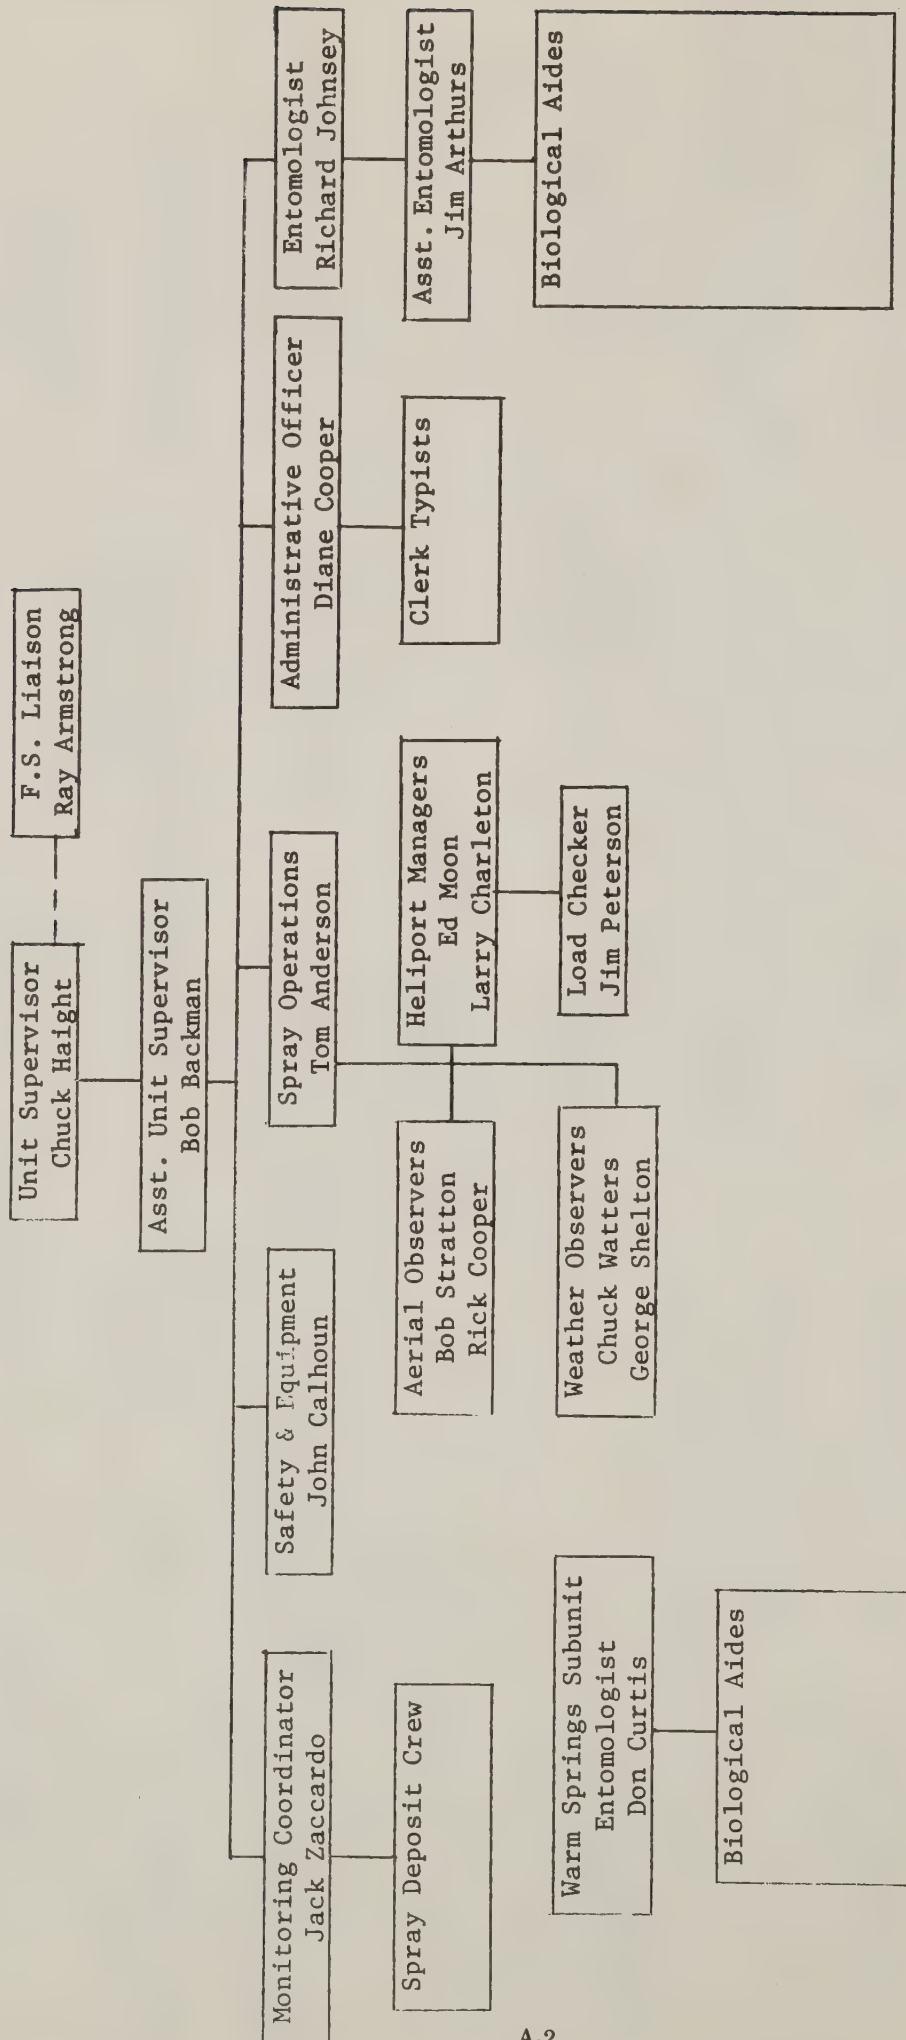 Unit Supervisor
Chuck Haight
F.S. Liaison
Ray Armstrong
Asst. Unit Supervisor
Bob Backman
Monitoring Coordinator
Jack Zaccardo
Safety & Equipment
John Calhoun
Spray Operations
Tom Anderson
Administrative Officer
Diane Cooper
Entomologist
Richard Johnsey
Spray Deposit Crew
Aerial Observers
Bob Stratton
Rick Cooper
Heliport Managers
Ed Moon
Larry Charleton
Clerk Typists
Asst. Entomologist
Jim Arthurs
Warm Springs Subunit
Entomologist
Don Curtis
Weather Observers
Chuck Watters
George Shelton
Load Checker
Jim Peterson
Biological Aides
Biological Aides
A-2